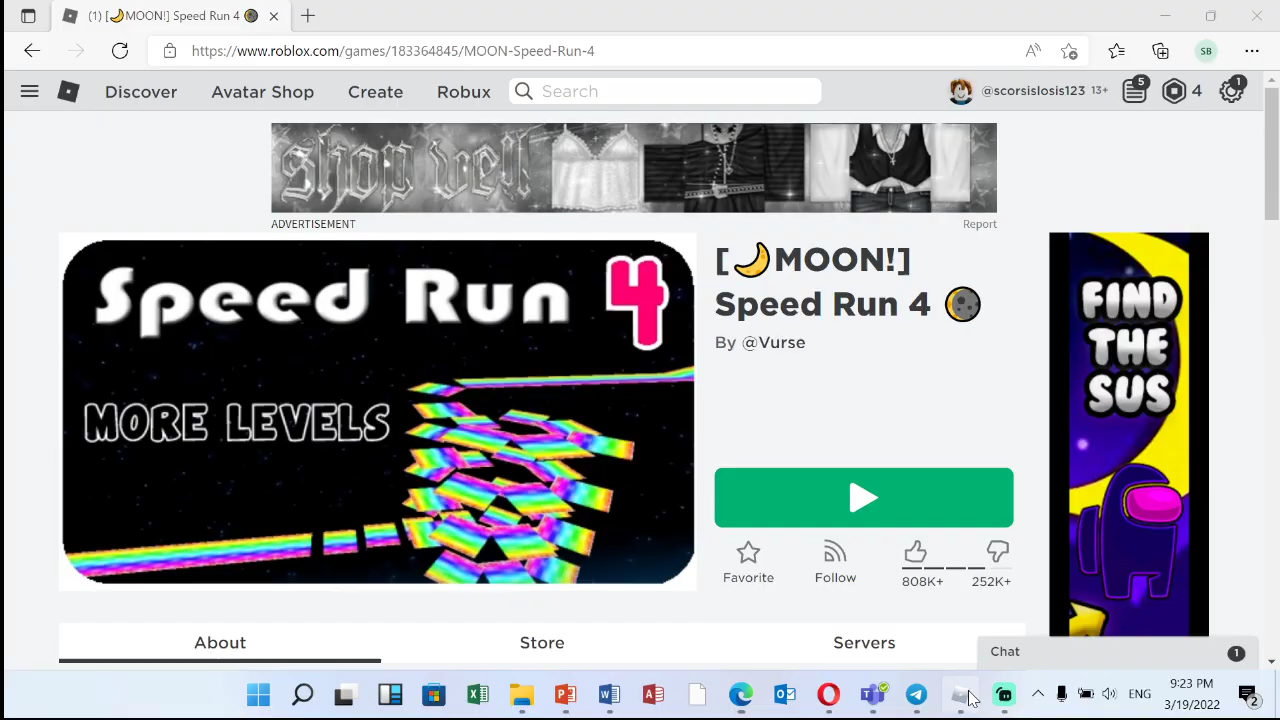 (1) [🌙MOON!] Speed Run 4 🌘
https://www.roblox.com/games/183364845/MOON-Speed-Run-4
SB
Discover
Avatar Shop
Create
Robux
Search
@scorsislosis123 13+
5
4
1
shop vell
ADVERTISEMENT
Report
Speed Run 4
MORE LEVELS
[🌙MOON!]
Speed Run 4 🌘
By @Vurse
Favorite
Follow
808K+
252K+
FIND
THE
SUS
About
Store
Servers
Chat
1
ENG
9:23 PM
3/19/2022
2